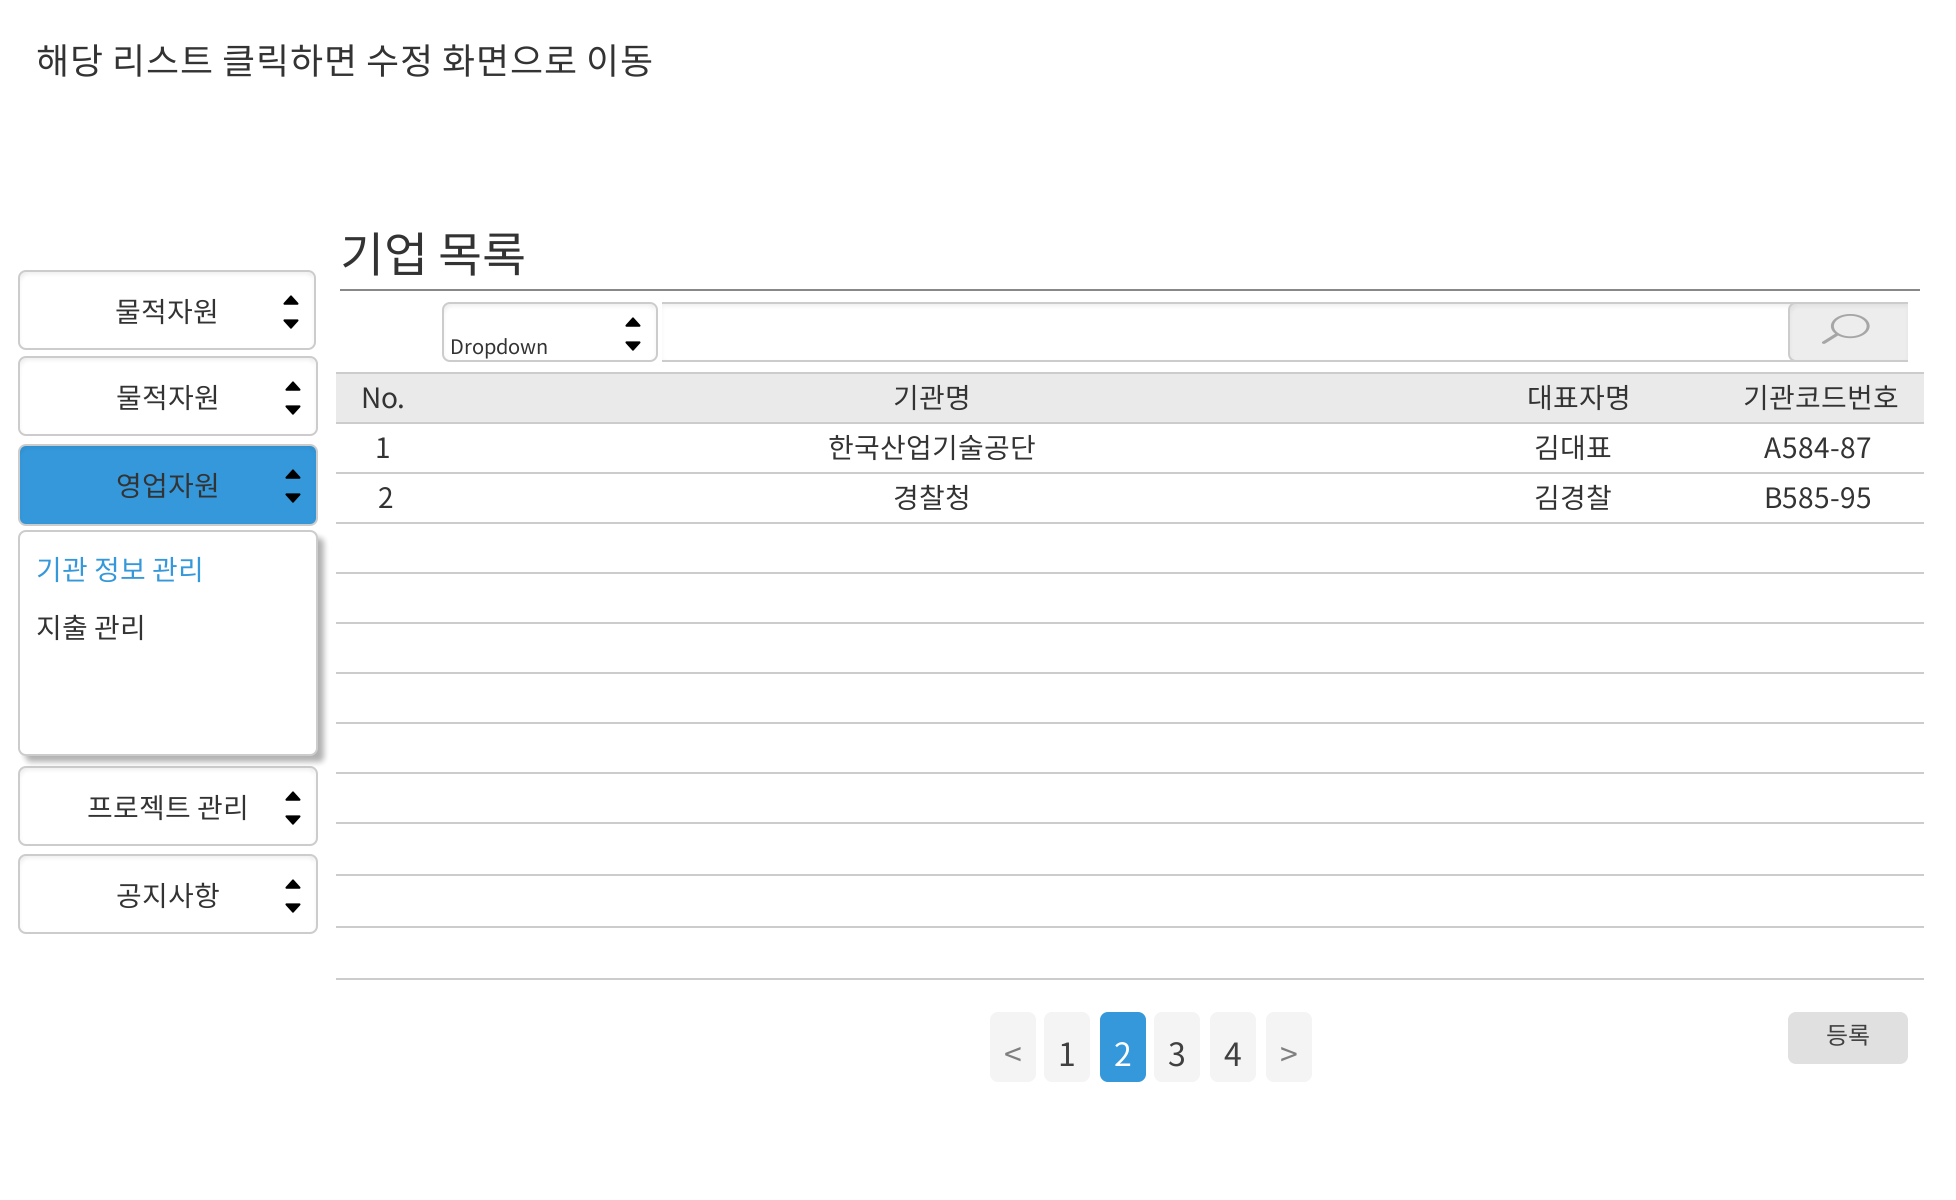 해당 리스트 클릭하면 수정 화면으로 이동
기업 목록
물적자원
물적자원
영업자원
기관 정보 관리
지출 관리
프로젝트 관리
공지사항
Dropdown
No. 기관명 대표자명 기관코드번호
1 한국산업기술공단 김대표 A584-87
2 경찰청 김경찰 B585-95
< 1 2 3 4 >
등록